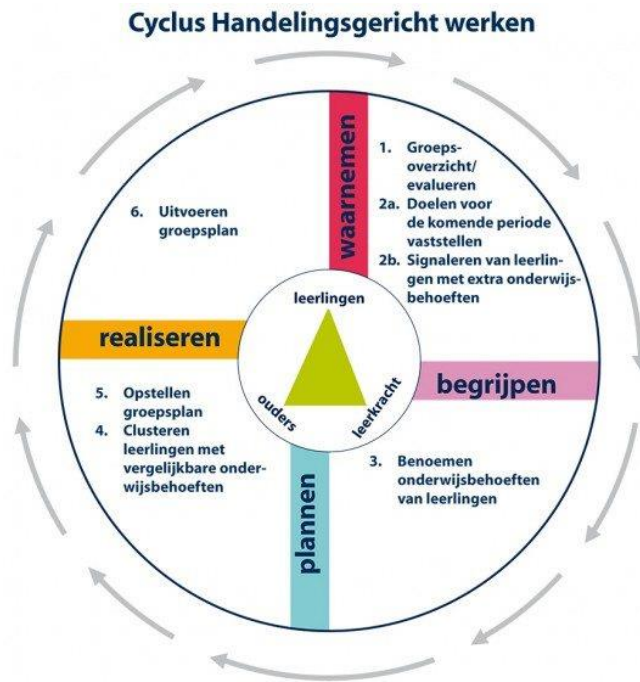 Cyclus Handelingsgericht werken
waarnemen
1. Groeps-
overzicht/
evalueren
2a. Doelen voor
de komende periode
vaststellen
2b. Signaleren van leerlin-
gen met extra onderwijs-
behoeften
begrijpen
3. Benoemen
onderwijsbehoeften
van leerlingen
plannen
5. Opstellen
groepsplan
4. Clusteren
leerlingen met
vergelijkbare onder-
wijsbehoeften
realiseren
6. Uitvoeren
groepsplan
leerlingen
ouders
leerkracht